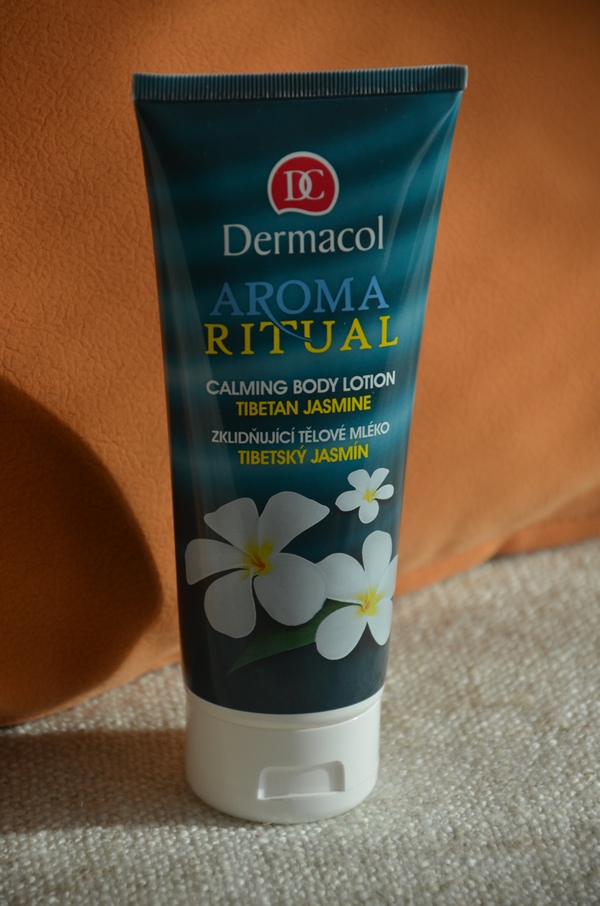 DC
Dermacol
AROMA
RITUAL
CALMING BODY LOTION
TIBETAN JASMINE
ZKLIDŇUJÍCÍ TĚLOVÉ MLÉKO
TIBETSKÝ JASMÍN